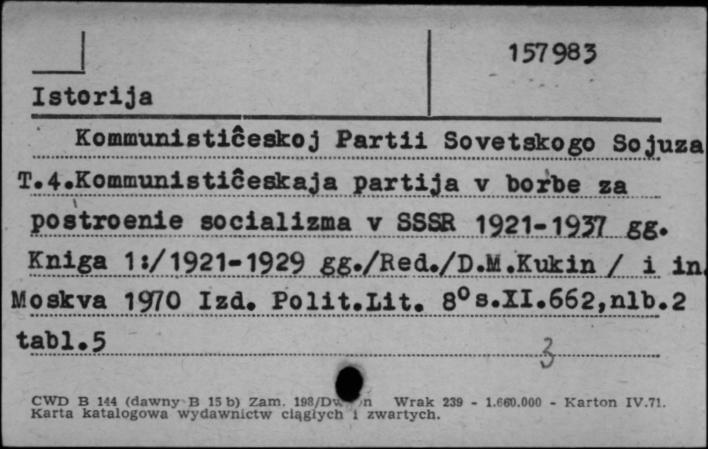 157983
Istorija
Kommunističeskoj Partii Sovetskogo Sojuza
T.4.Kommunističeskaja partija v bor'be za
postroenie socializma v SSSR 1921-1937 gg.
Kniga 1:/1921-1929 gg./Red./D.M.Kukin / i in.
Moskva 1970 Izd. Polit.Lit. 8° s.XI.662,nlb.2
tabl.5
3
CWD B 144 (dawny B 15 b) Zam. 198/ Wrak 239 - 1.660.000 - Karton IV.71.
Karta katalogowa wydawnictw ciągłych i zwartych.